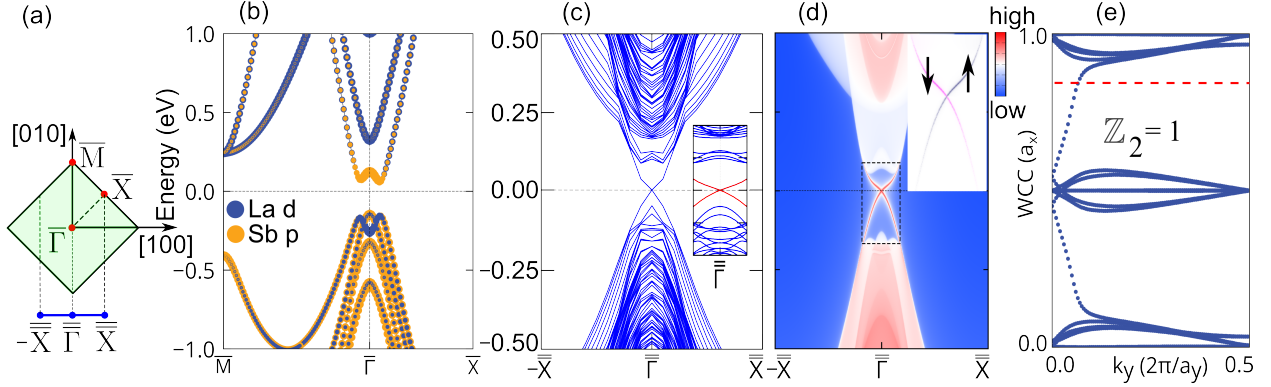 (a)
[010]
M̅
X̅
Γ̅
[100]
-X̿ Γ̿ X̿
(b)
Energy (eV)
1.0
0.5
0.0
−0.5
−1.0
La d
Sb p
M̅ Γ̅ X̅
(c)
0.50
0.25
0.00
−0.25
−0.50
Γ̿
-X̿ Γ̿ X̿
(d)
high
low
-X̿ Γ̿ X̿
(e)
WCC (aₓ)
1.0
0.0
ℤ₂ = 1
0.0 0.5
k_y (2π/a_y)